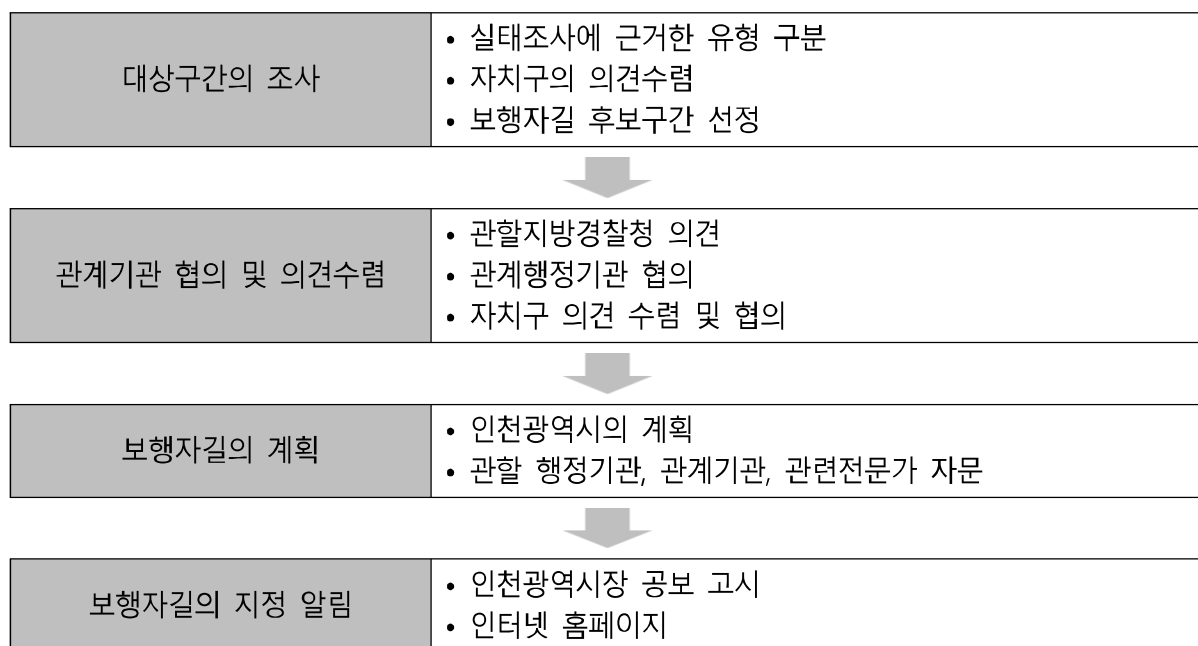 대상구간의 조사
• 실태조사에 근거한 유형 구분
• 자치구의 의견수렴
• 보행자길 후보구간 선정
관계기관 협의 및 의견수렴
• 관할지방경찰청 의견
• 관계행정기관 협의
• 자치구 의견 수렴 및 협의
보행자길의 계획
• 인천광역시의 계획
• 관할 행정기관, 관계기관, 관련전문가 자문
보행자길의 지정 알림
• 인천광역시장 공보 고시
• 인터넷 홈페이지